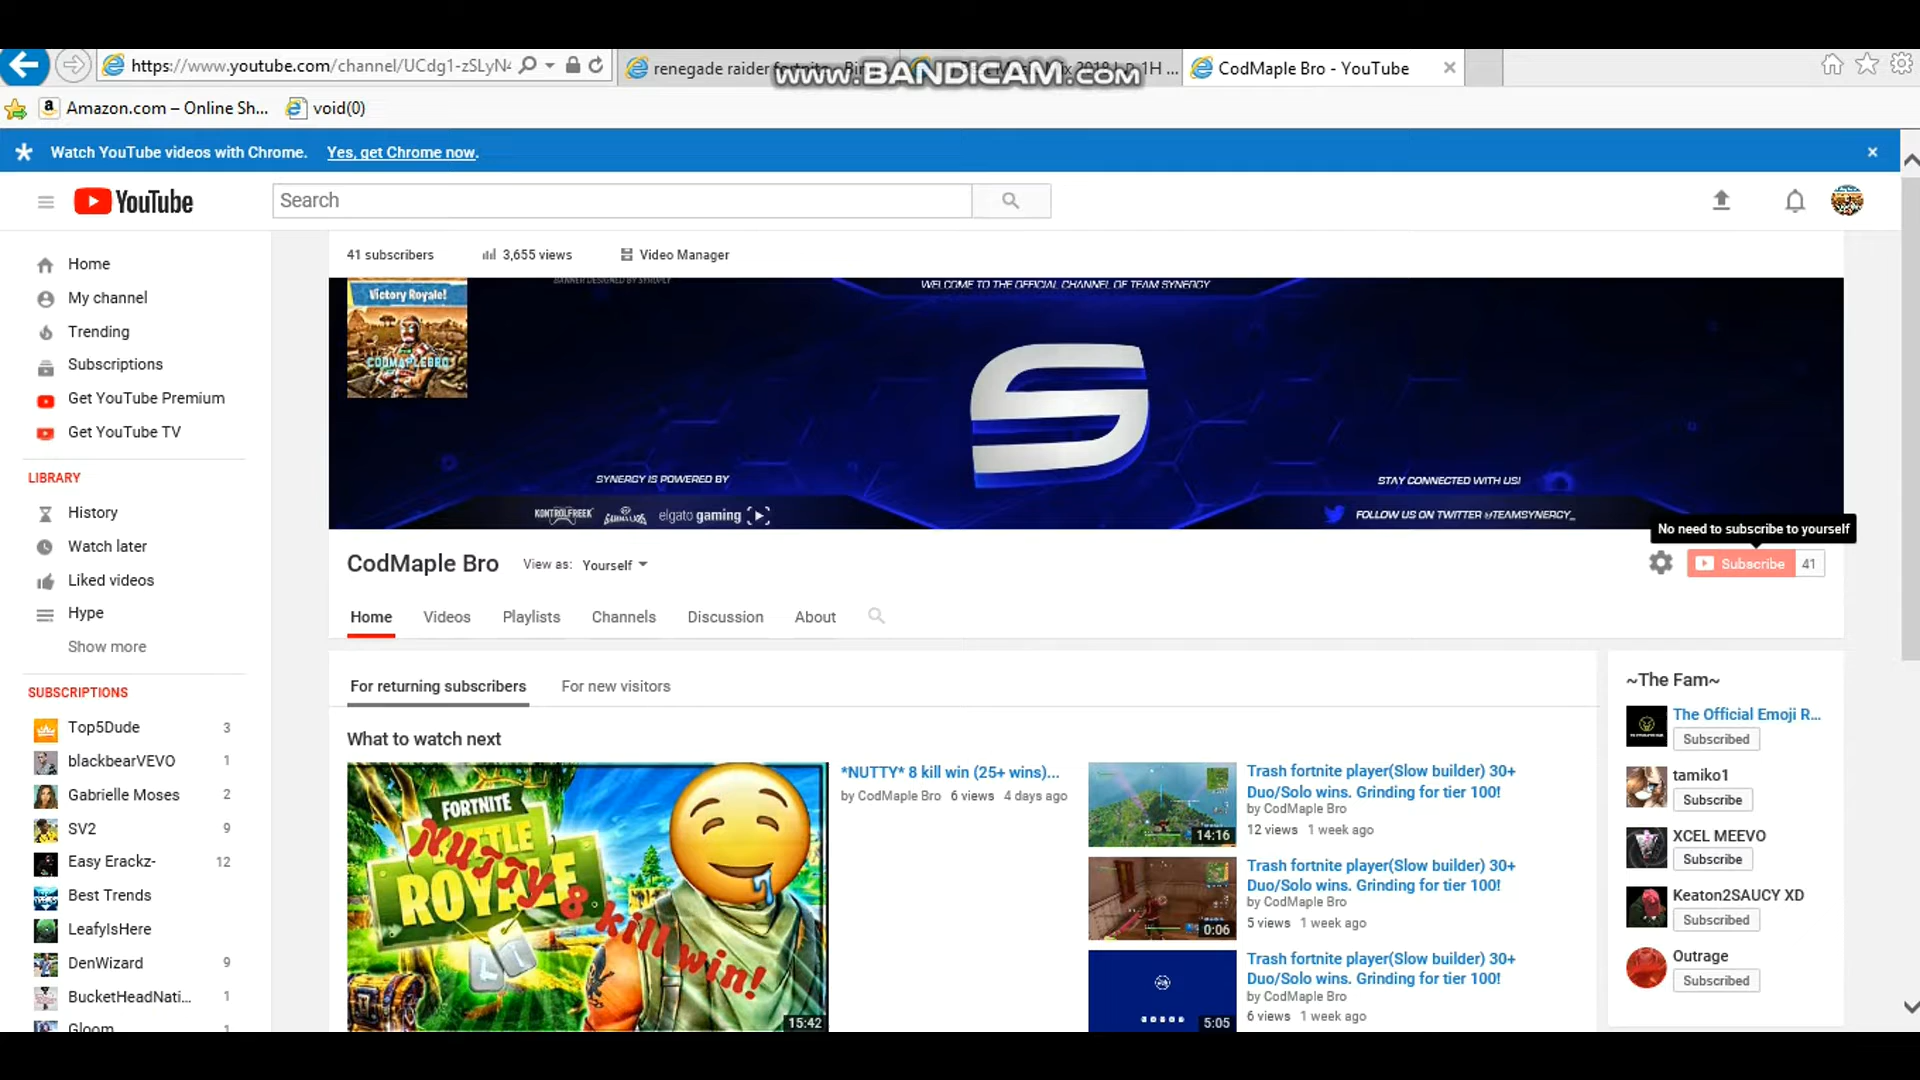 www.BANDICAM.com
https://www.youtube.com/channel/UCdg1-zSLyN
renegade raider fortnite - Bin
CodMaple Bro - YouTube
Amazon.com – Online Sh...
void(0)
Watch YouTube videos with Chrome. Yes, get Chrome now.
YouTube
Search
41 subscribers
3,655 views
Video Manager
Home
My channel
Trending
Subscriptions
Get YouTube Premium
Get YouTube TV
LIBRARY
History
Watch later
Liked videos
Hype
Show more
SUBSCRIPTIONS
Top5Dude 3
blackbearVEVO 1
Gabrielle Moses 2
SV2 9
Easy Erackz- 12
Best Trends
LeafyIsHere
DenWizard 9
BucketHeadNati... 1
Gloom 1
Victory Royale!
CODMAPLEBRO
WELCOME TO THE OFFICIAL CHANNEL OF TEAM SYNERGY
S
SYNERGY IS POWERED BY
KONTROLFREEK
elgato gaming
STAY CONNECTED WITH US!
FOLLOW US ON TWITTER @TEAMSYNERGY_
No need to subscribe to yourself
CodMaple Bro
View as: Yourself
Subscribe 41
Home
Videos
Playlists
Channels
Discussion
About
For returning subscribers
For new visitors
What to watch next
FORTNITE
BATTLE
ROYALE
NUTTY 8 kill win!
15:42
*NUTTY* 8 kill win (25+ wins)...
by CodMaple Bro 6 views 4 days ago
14:16
Trash fortnite player(Slow builder) 30+
Duo/Solo wins. Grinding for tier 100!
by CodMaple Bro
12 views 1 week ago
0:06
Trash fortnite player(Slow builder) 30+
Duo/Solo wins. Grinding for tier 100!
by CodMaple Bro
5 views 1 week ago
5:05
Trash fortnite player(Slow builder) 30+
Duo/Solo wins. Grinding for tier 100!
by CodMaple Bro
6 views 1 week ago
~The Fam~
The Official Emoji R...
Subscribed
tamiko1
Subscribe
XCEL MEEVO
Subscribe
Keaton2SAUCY XD
Subscribed
Outrage
Subscribed